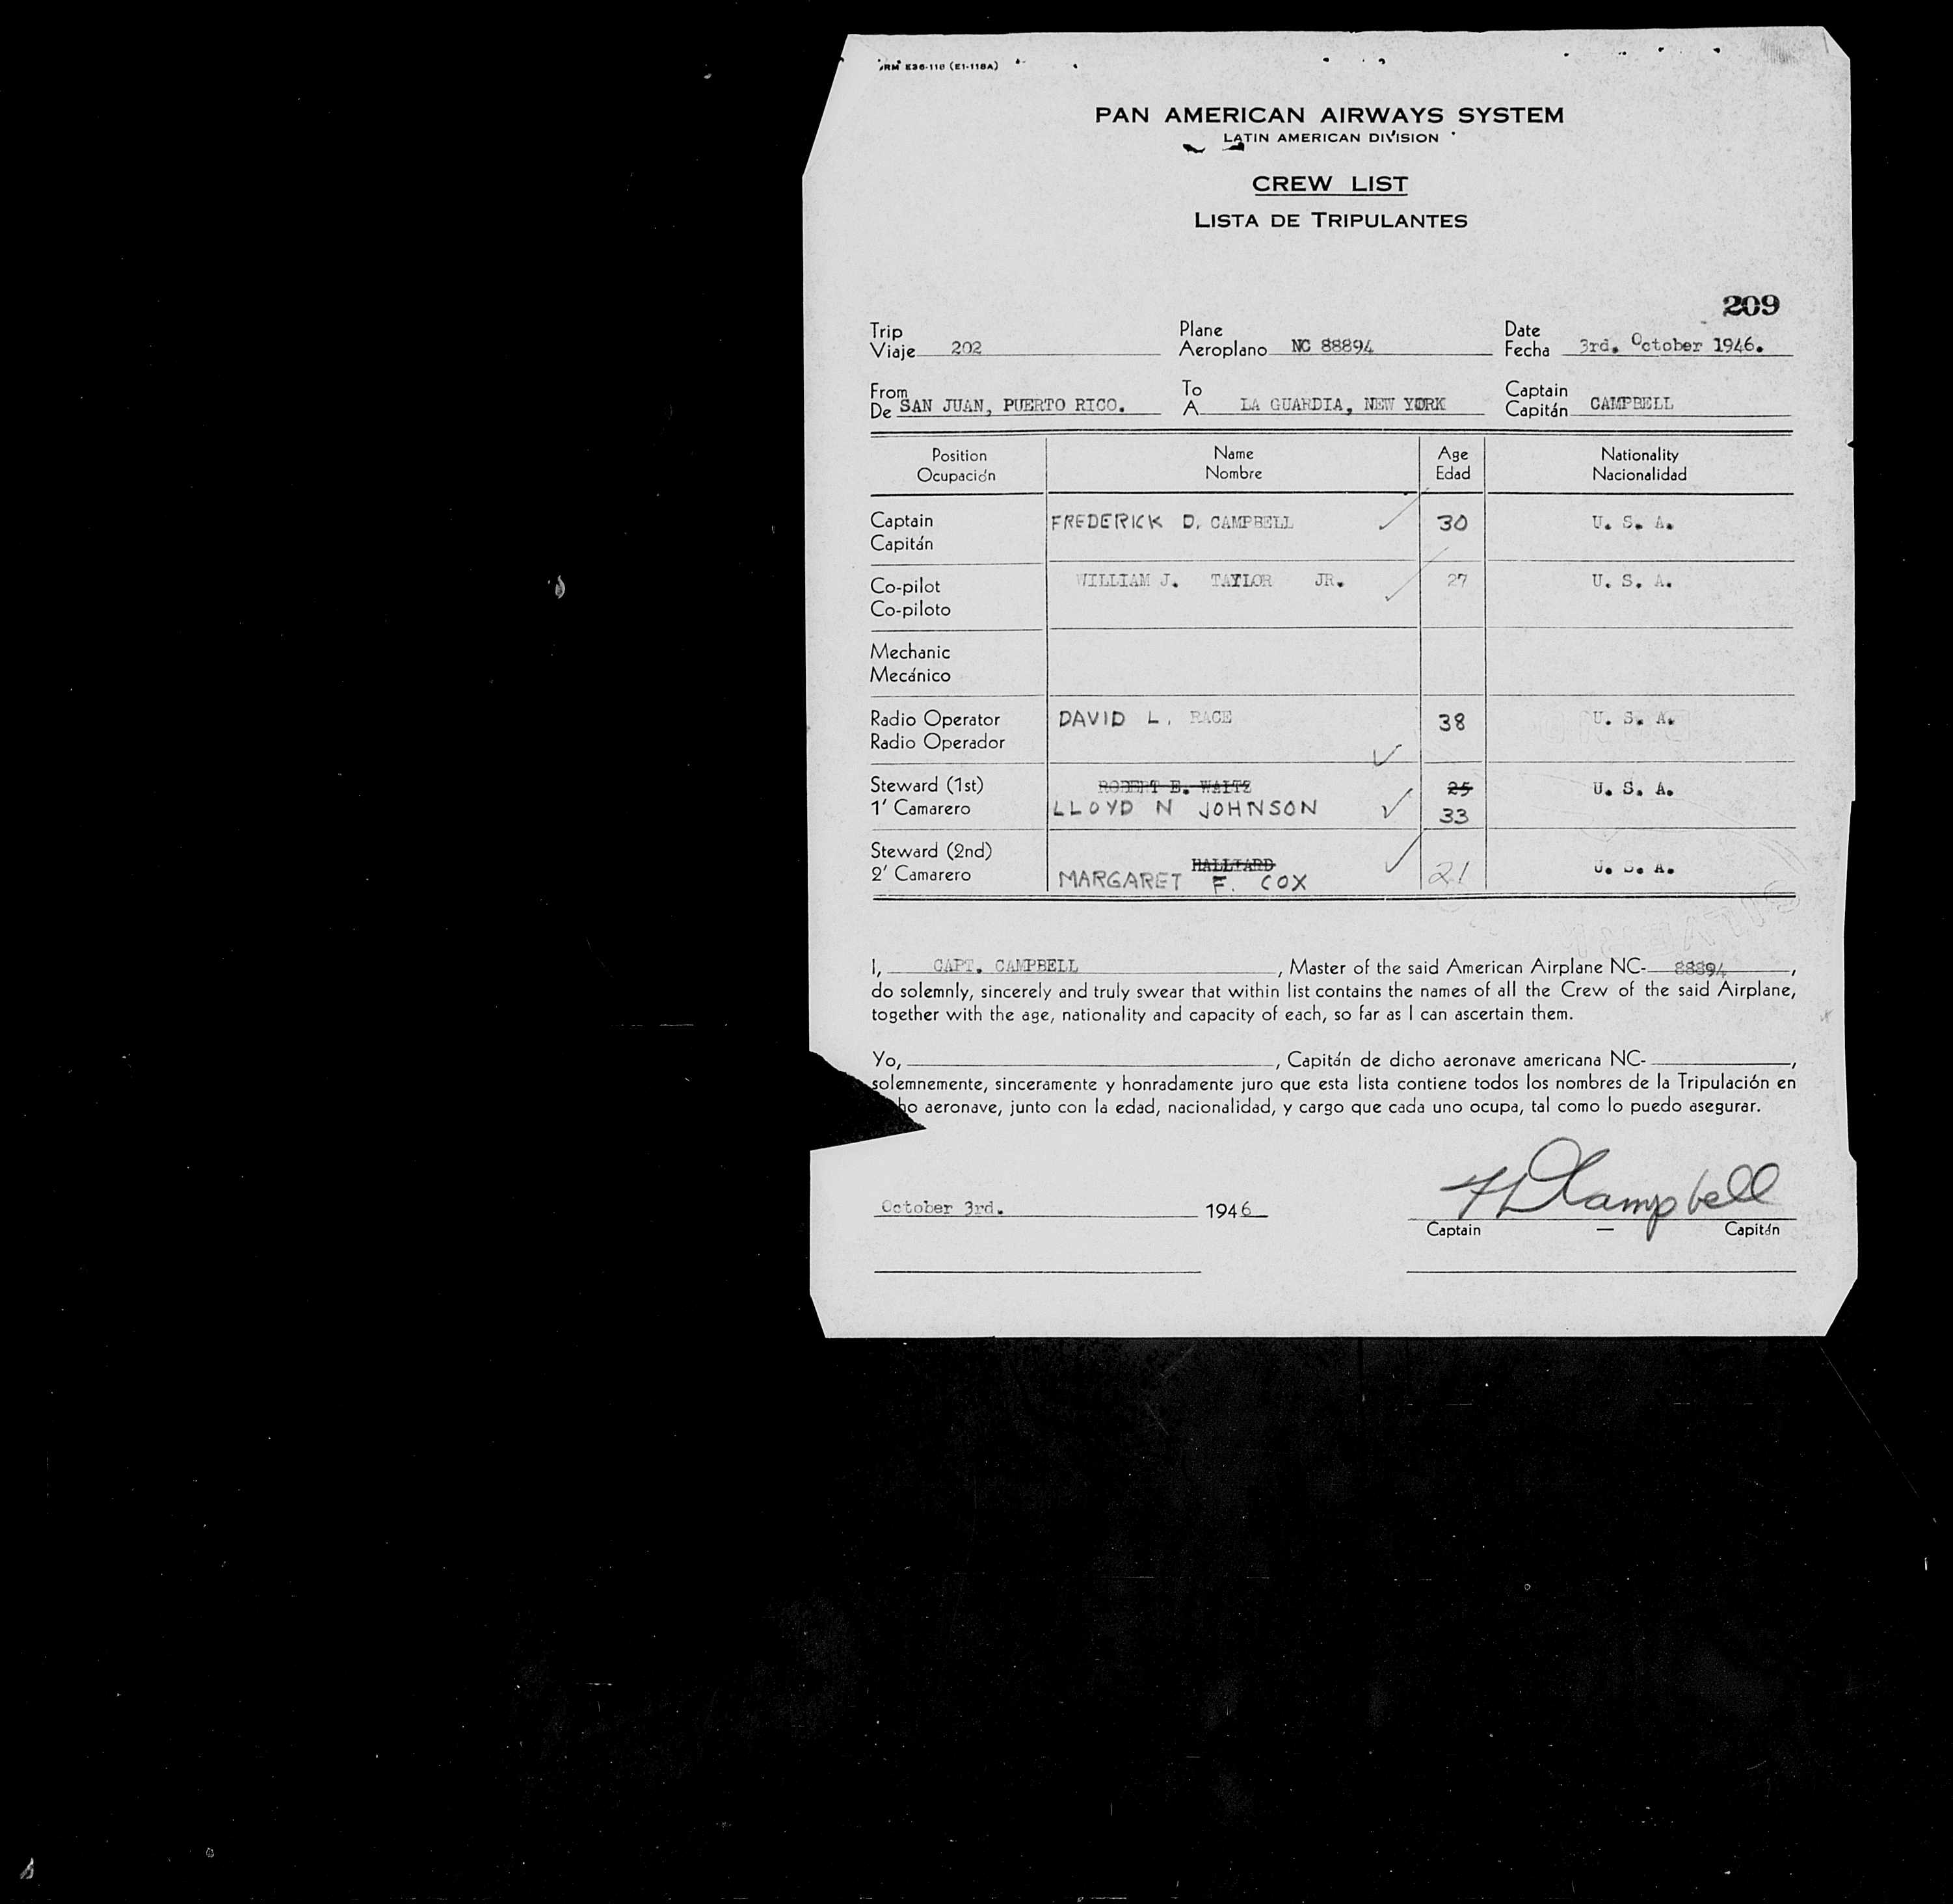 RM E36-118 (E1-118A)
PAN AMERICAN AIRWAYS SYSTEM
LATIN AMERICAN DIVISION
CREW LIST
LISTA DE TRIPULANTES
209
Trip
Viaje 202
Plane
Aeroplano NC 88894
Date
Fecha 3rd. October 1946.
From
De SAN JUAN, PUERTO RICO.
To
A LA GUARDIA, NEW YORK
Captain
Capitán CAMPBELL
Position Name Age Nationality
Ocupación Nombre Edad Nacionalidad
Captain FREDERICK D. CAMPBELL 30 U. S. A.
Capitán
Co-pilot WILLIAM J. TAYLOR JR. 27 U. S. A.
Co-piloto
Mechanic
Mecánico
Radio Operator DAVID L. RACE 38 U. S. A.
Radio Operador
Steward (1st) ROBERT E. WALTZ 25 U. S. A.
1' Camarero LLOYD N JOHNSON 33
Steward (2nd) HALLIARD U. S. A.
2' Camarero MARGARET F. COX 21
I, CAPT. CAMPBELL, Master of the said American Airplane NC- 88894,
do solemnly, sincerely and truly swear that within list contains the names of all the Crew of the said Airplane,
together with the age, nationality and capacity of each, so far as I can ascertain them.
Yo, , Capitán de dicho aeronave americana NC- ,
solemnemente, sinceramente y honradamente juro que esta lista contiene todos los nombres de la Tripulación en
ho aeronave, junto con la edad, nacionalidad, y cargo que cada uno ocupa, tal como lo puedo asegurar.
October 3rd. 1946
F D Campbell
Captain — Capitán